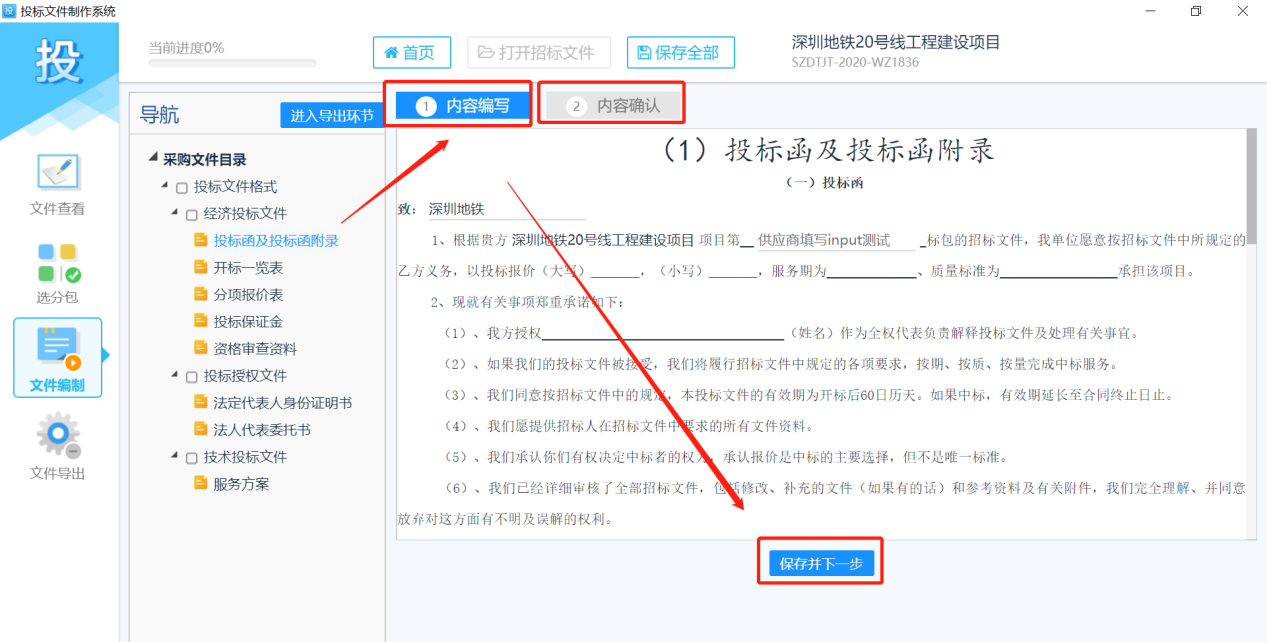 投标文件制作系统
投
当前进度0%
首页
打开招标文件
保存全部
深圳地铁20号线工程建设项目
SZDTJT-2020-WZ1836
文件查看
选分包
文件编制
文件导出
导航
进入导出环节
采购文件目录
投标文件格式
经济投标文件
投标函及投标函附录
开标一览表
分项报价表
投标保证金
资格审查资料
投标授权文件
法定代表人身份证明书
法人代表委托书
技术投标文件
服务方案
1 内容编写
2 内容确认
（1）投标函及投标函附录
（一）投标函
致： 深圳地铁
1、根据贵方 深圳地铁20号线工程建设项目 项目第__ 供应商填写input测试 _标包的招标文件，我单位愿意按招标文件中所规定的
乙方义务，以投标报价（大写）______，（小写）______，服务期为___________、质量标准为______________承担该项目。
2、现就有关事项郑重承诺如下：
（1）、我方授权______________________________（姓名）作为全权代表负责解释投标文件及处理有关事宜。
（2）、如果我们的投标文件被接受，我们将履行招标文件中规定的各项要求，按期、按质、按量完成中标服务。
（3）、我们同意按招标文件中的规定，本投标文件的有效期为开标后60日历天。如果中标，有效期延长至合同终止日止。
（4）、我们愿提供招标人在招标文件中要求的所有文件资料。
（5）、我们承认你们有权决定中标者的权力，承认报价是中标的主要选择，但不是唯一标准。
（6）、我们已经详细审核了全部招标文件，包括修改、补充的文件（如果有的话）和参考资料及有关附件，我们完全理解、并同意
放弃对这方面有不明及误解的权利。
保存并下一步